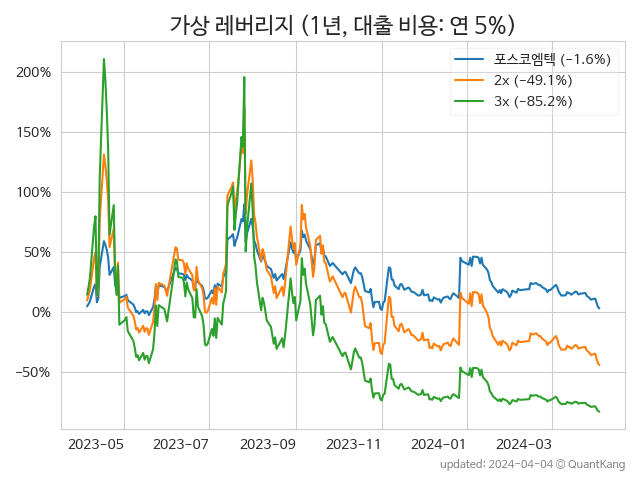 가상 레버리지 (1년, 대출 비용: 연 5%)
포스코엠텍 (−1.6%)
2x (−49.1%)
3x (−85.2%)
200%
150%
100%
50%
0%
−50%
2023−05 2023−07 2023−09 2023−11 2024−01 2024−03
updated: 2024−04−04 © QuantKang